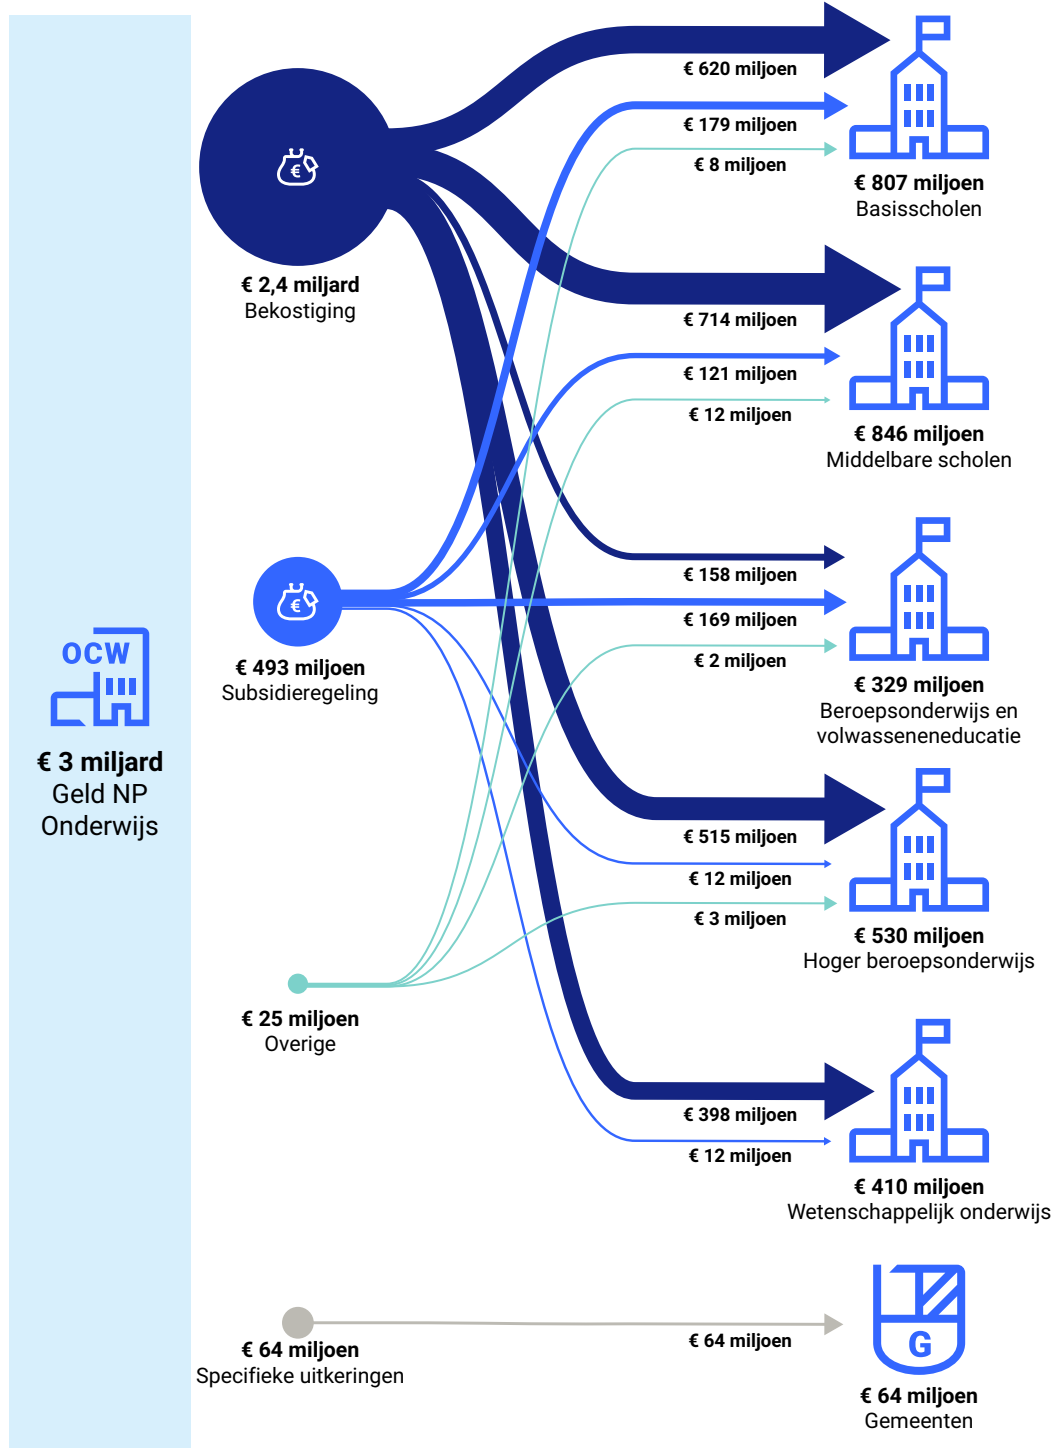 OCW
€ 3 miljard
Geld NP
Onderwijs
€
€ 2,4 miljard
Bekostiging
€
€ 493 miljoen
Subsidieregeling
€ 25 miljoen
Overige
€ 64 miljoen
Specifieke uitkeringen
€ 620 miljoen
€ 179 miljoen
€ 8 miljoen
€ 807 miljoen
Basisscholen
€ 714 miljoen
€ 121 miljoen
€ 12 miljoen
€ 846 miljoen
Middelbare scholen
€ 158 miljoen
€ 169 miljoen
€ 2 miljoen
€ 329 miljoen
Beroepsonderwijs en
volwasseneneducatie
€ 515 miljoen
€ 12 miljoen
€ 3 miljoen
€ 530 miljoen
Hoger beroepsonderwijs
€ 398 miljoen
€ 12 miljoen
€ 410 miljoen
Wetenschappelijk onderwijs
€ 64 miljoen
G
€ 64 miljoen
Gemeenten